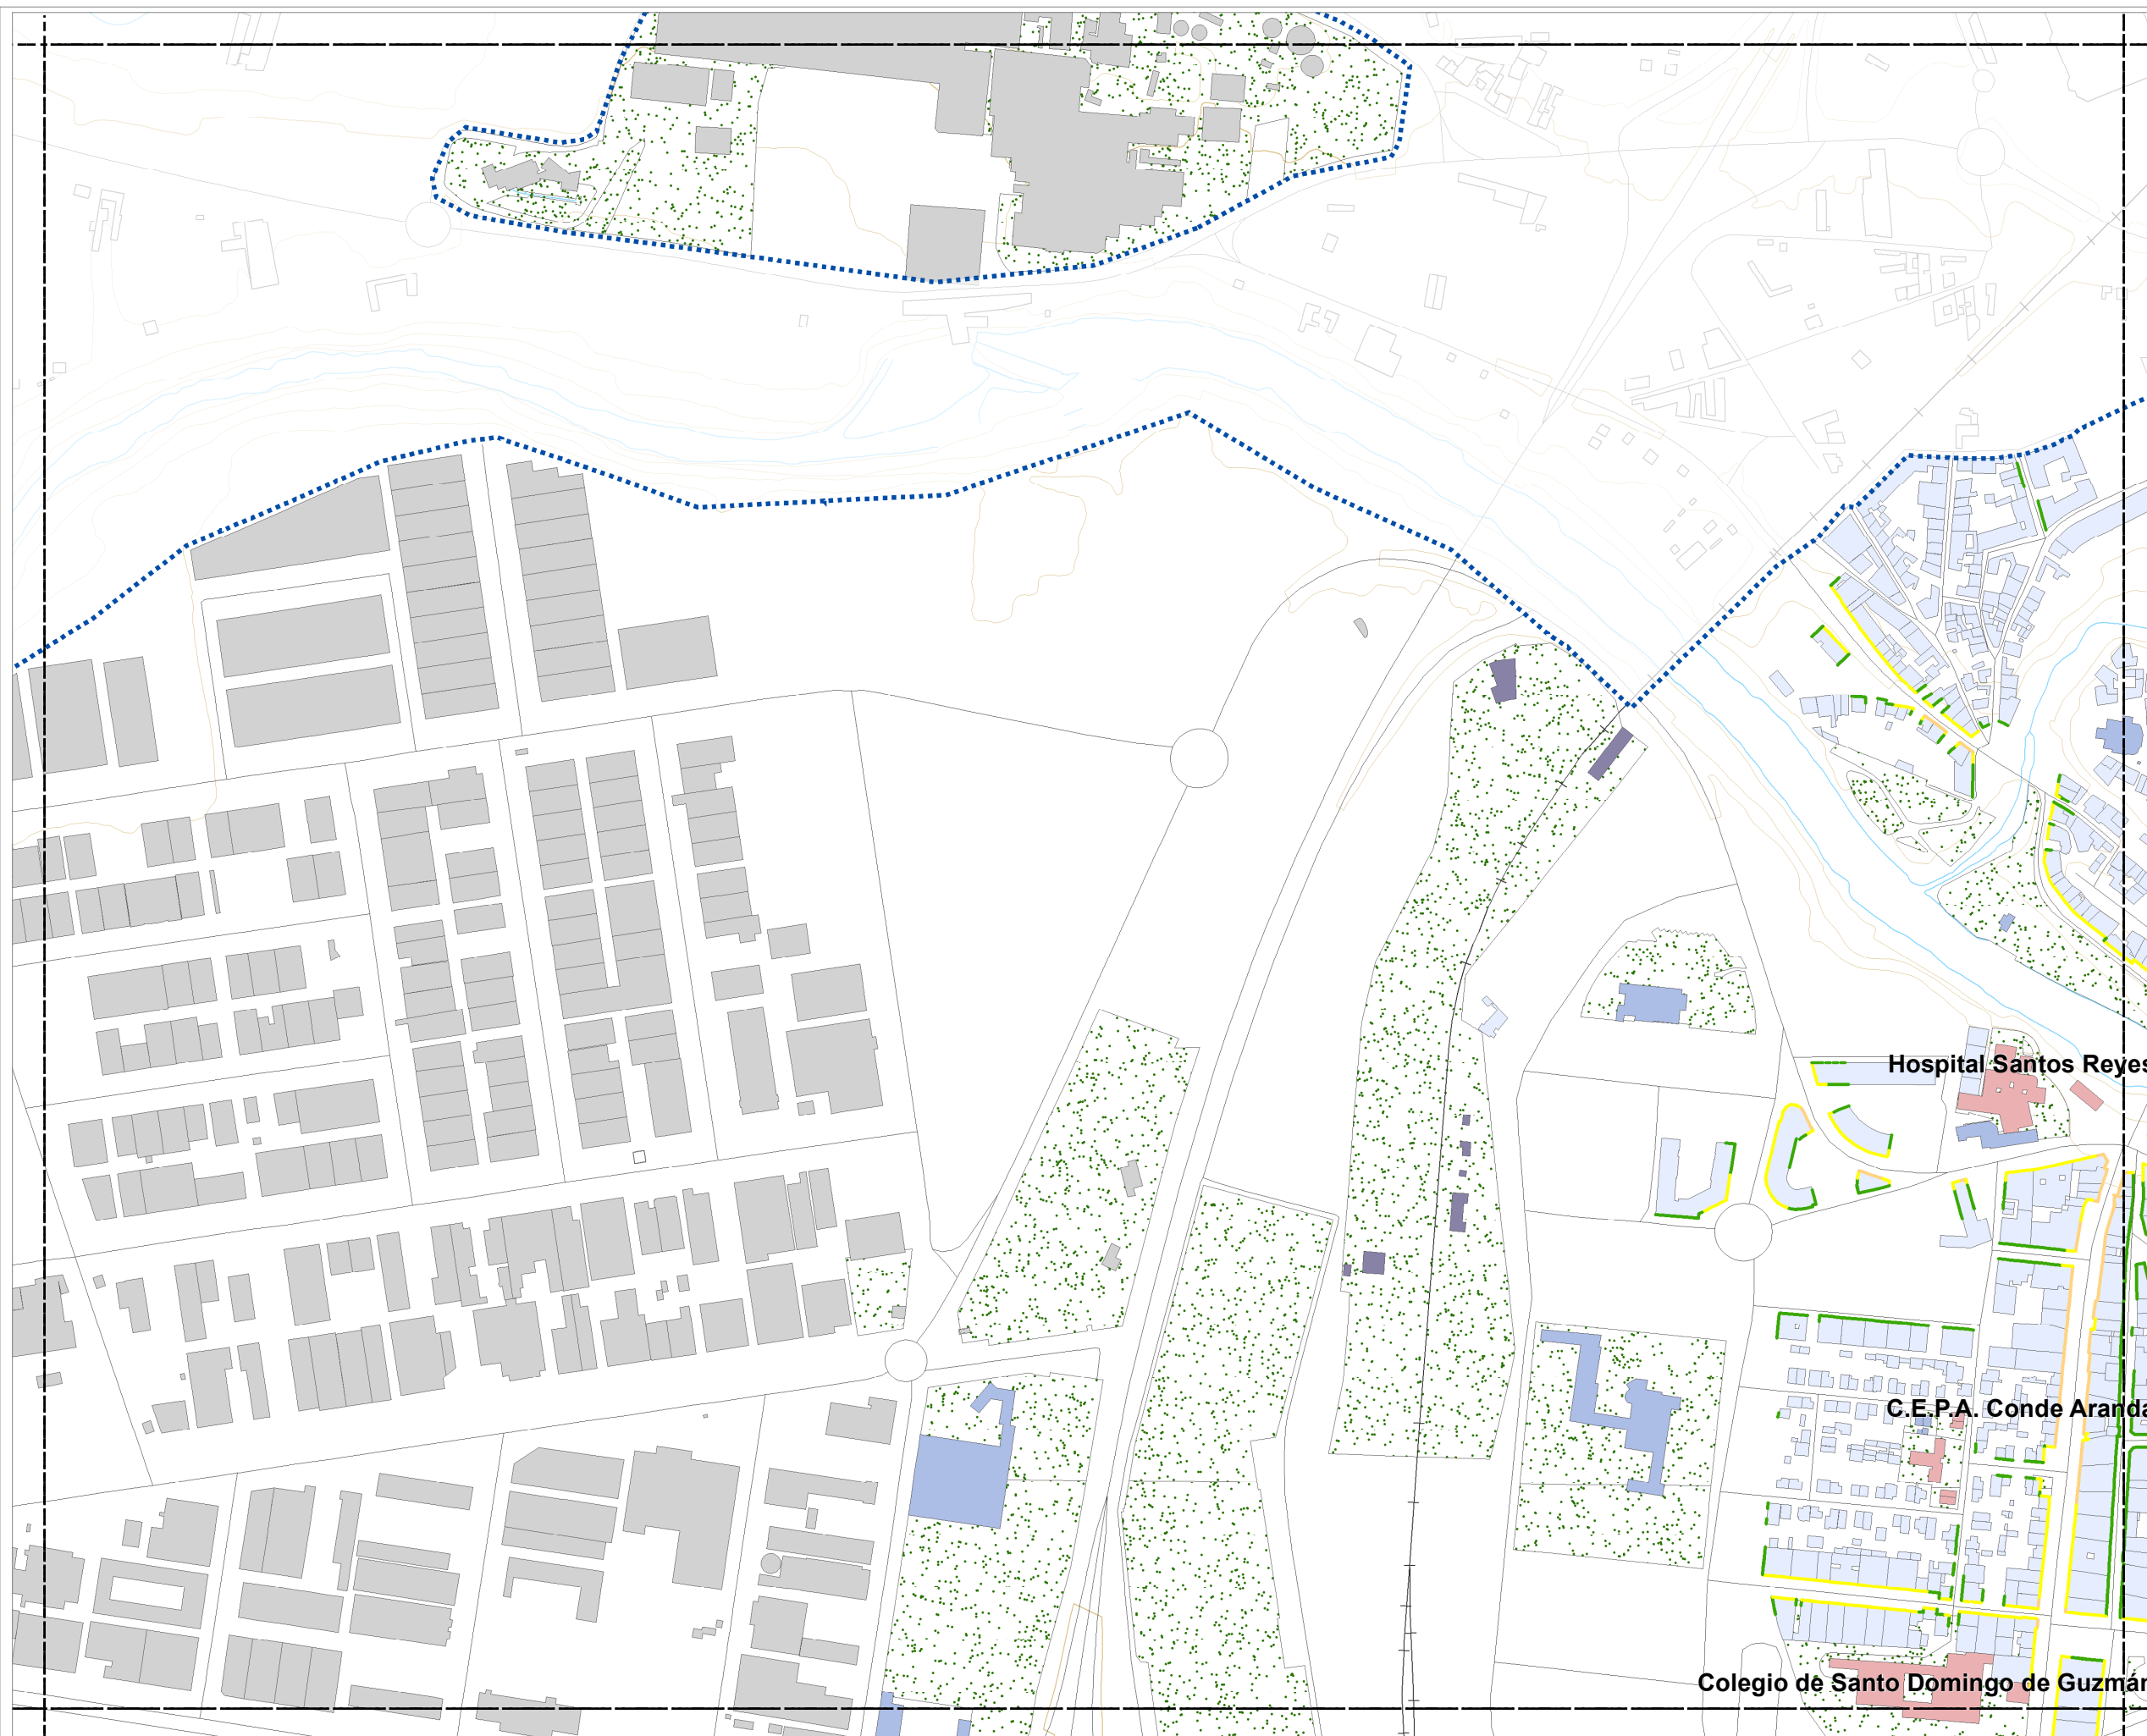 Hospital Santos Reyes
C.E.P.A. Conde Aranda
Colegio de Santo Domingo de Guzmán